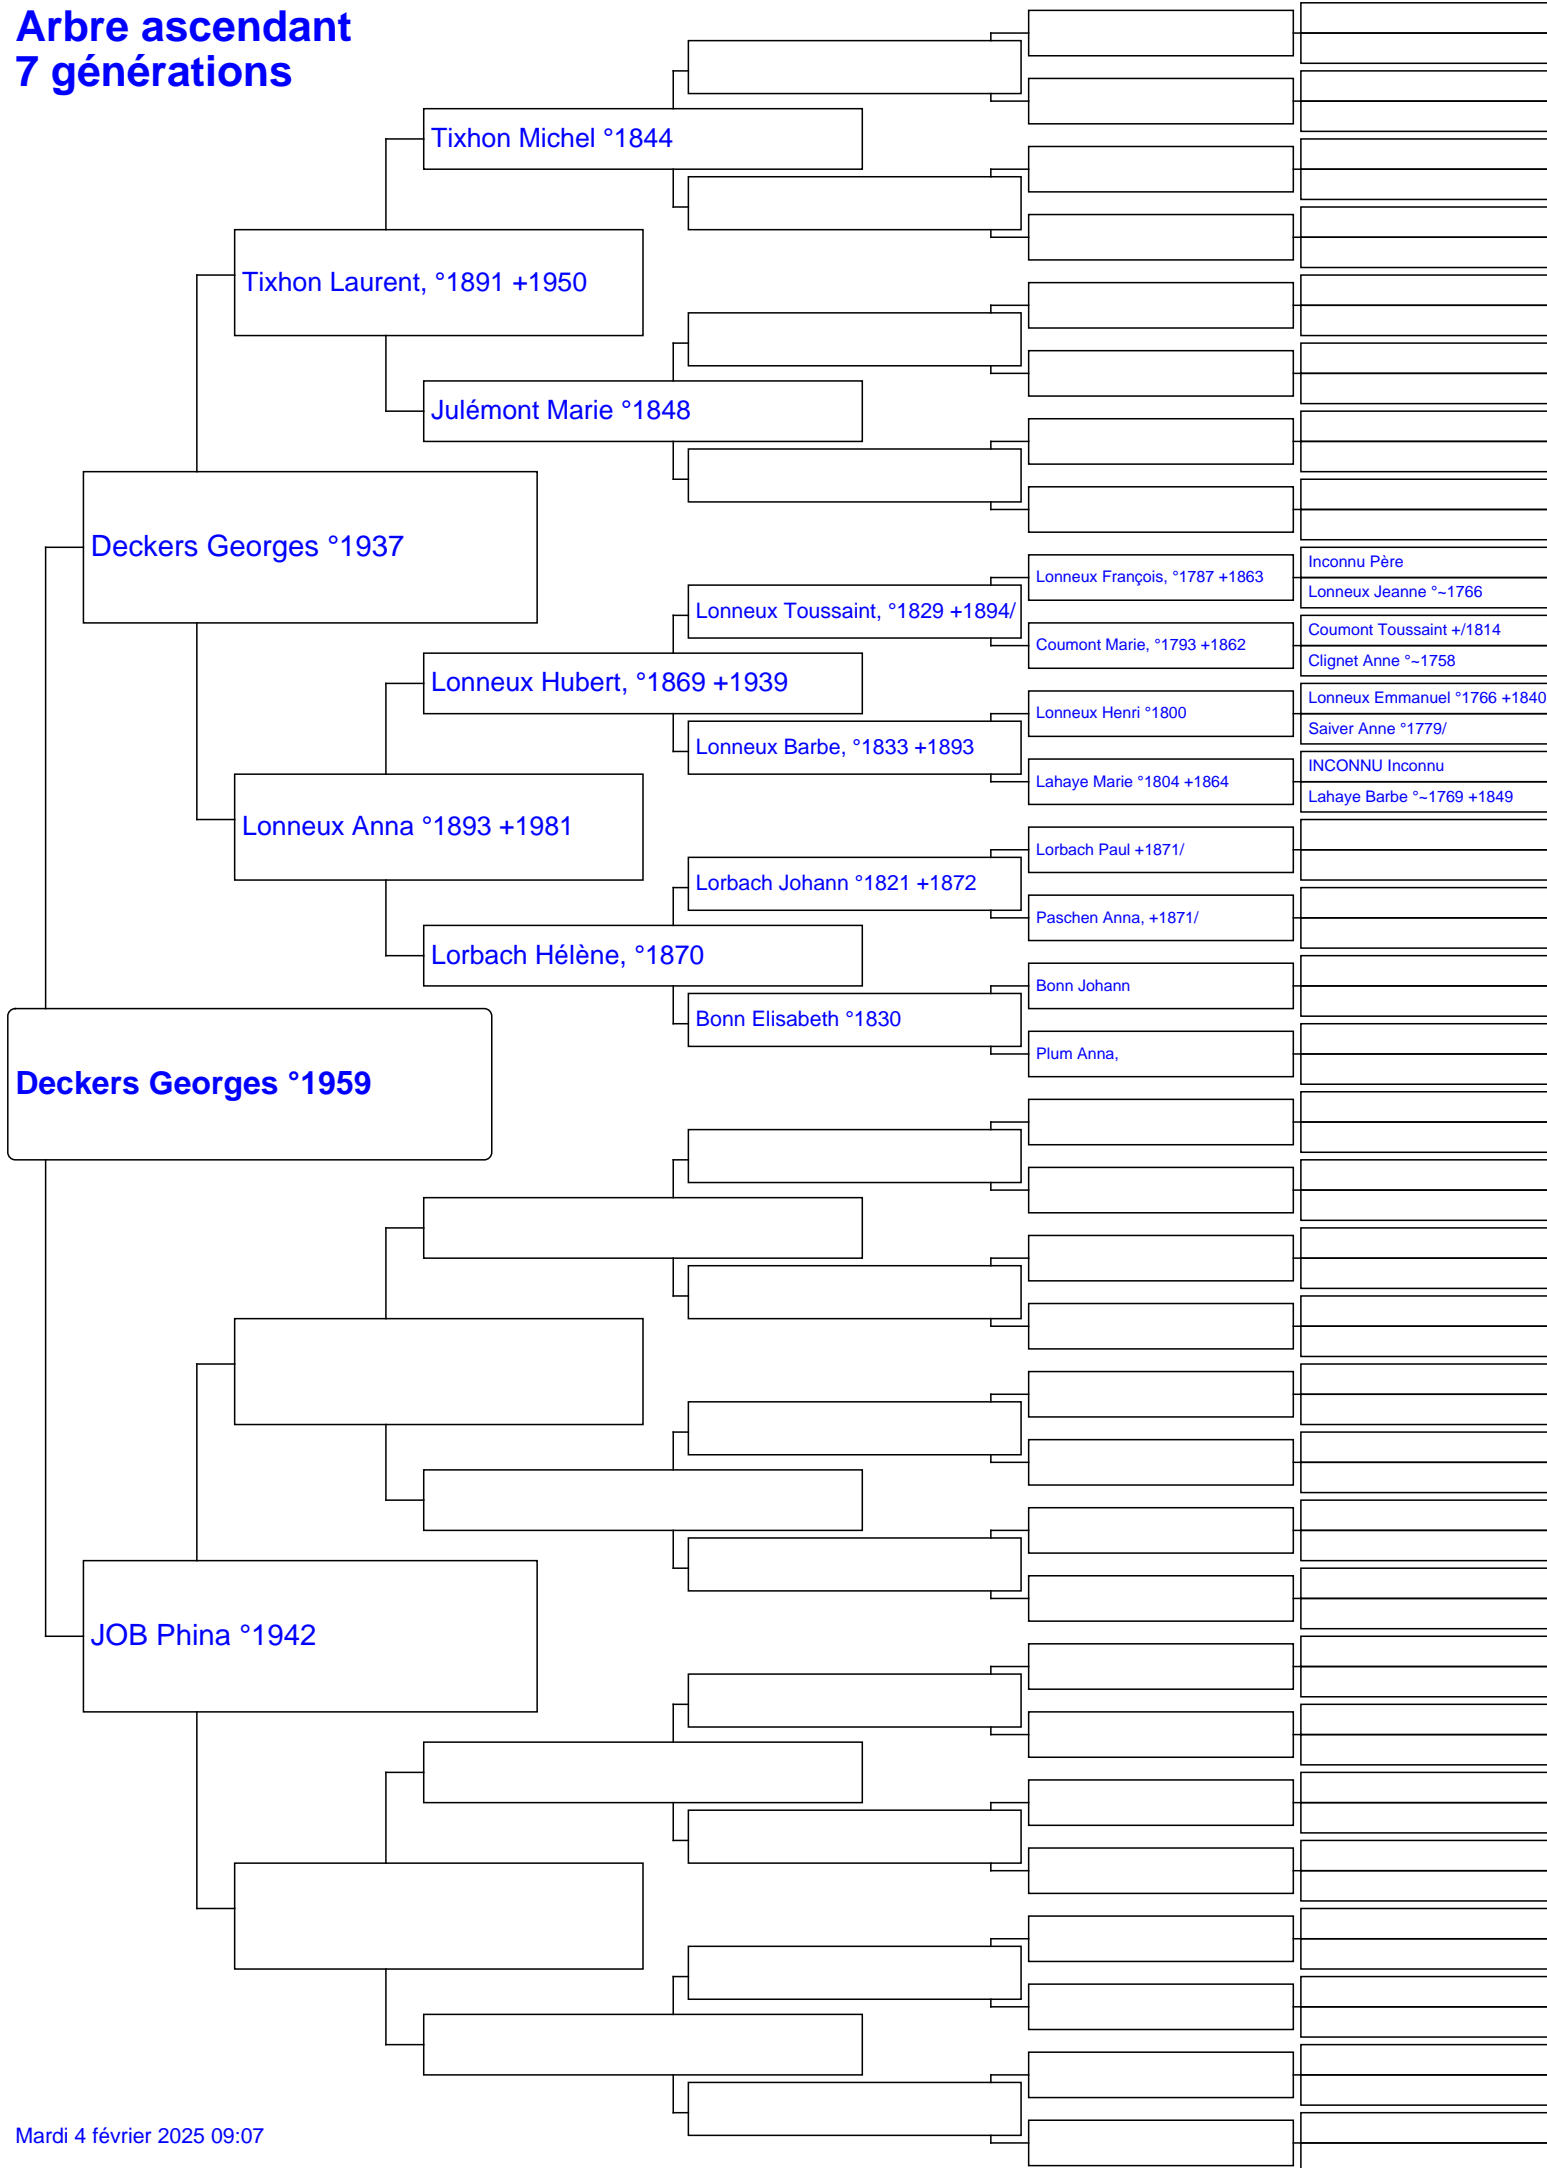 Arbre ascendant
7 générations
Tixhon Michel °1844
Tixhon Laurent, °1891 +1950
Julémont Marie °1848
Deckers Georges °1937
Lonneux François, °1787 +1863
Inconnu Père
Lonneux Jeanne °~1766
Lonneux Toussaint, °1829 +1894/
Coumont Marie, °1793 +1862
Coumont Toussaint +/1814
Clignet Anne °~1758
Lonneux Hubert, °1869 +1939
Lonneux Henri °1800
Lonneux Emmanuel °1766 +1840
Saiver Anne °1779/
Lonneux Barbe, °1833 +1893
Lahaye Marie °1804 +1864
INCONNU Inconnu
Lahaye Barbe °~1769 +1849
Lonneux Anna °1893 +1981
Lorbach Paul +1871/
Lorbach Johann °1821 +1872
Paschen Anna, +1871/
Lorbach Hélène, °1870
Bonn Johann
Bonn Elisabeth °1830
Plum Anna,
Deckers Georges °1959
JOB Phina °1942
Mardi 4 février 2025 09:07